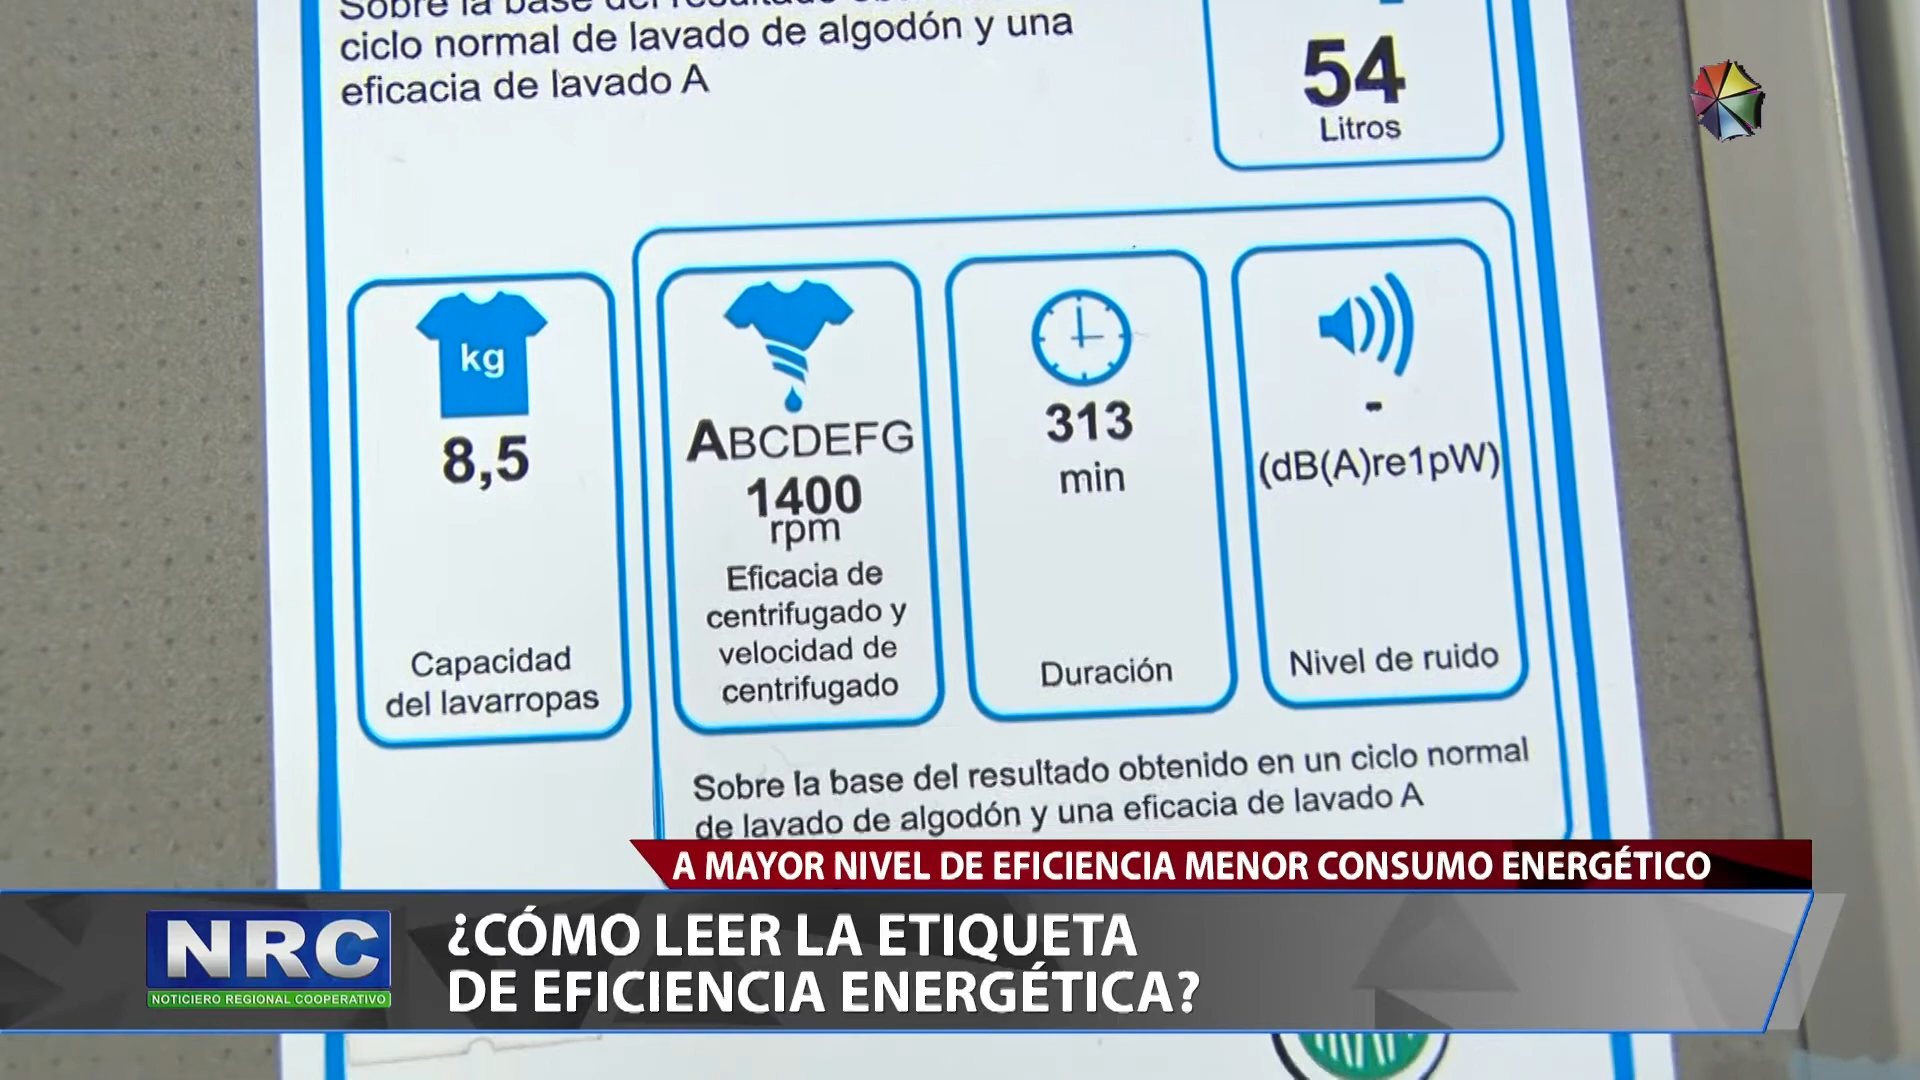 ciclo normal de lavado de algodón y una
eficacia de lavado A
54
Litros
kg
8,5
Capacidad
del lavarropas
ABCDEFG
1400
rpm
Eficacia de
centrifugado y
velocidad de
centrifugado
313
min
Duración
-
(dB(A)re1pW)
Nivel de ruido
Sobre la base del resultado obtenido en un ciclo normal
de lavado de algodón y una eficacia de lavado A
A MAYOR NIVEL DE EFICIENCIA MENOR CONSUMO ENERGÉTICO
NRC
NOTICIERO REGIONAL COOPERATIVO
¿CÓMO LEER LA ETIQUETA
DE EFICIENCIA ENERGÉTICA?